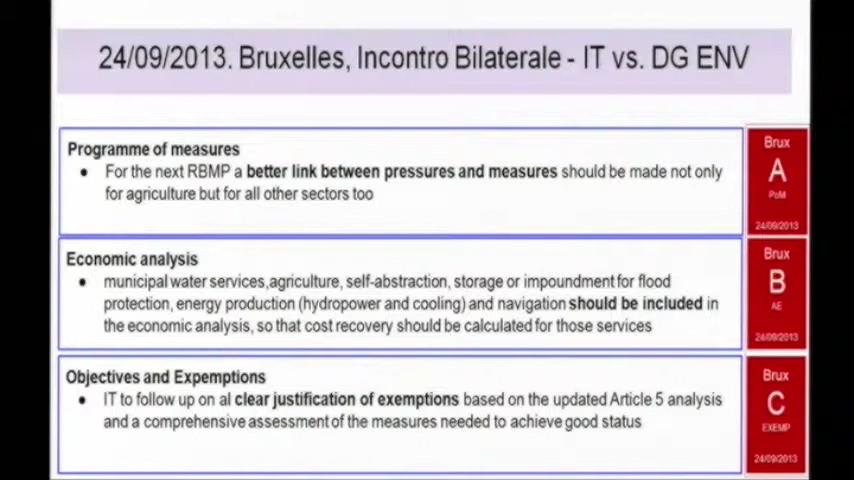 24/09/2013. Bruxelles, Incontro Bilaterale - IT vs. DG ENV
Programme of measures
● For the next RBMP a better link between pressures and measures should be made not only
for agriculture but for all other sectors too
Brux
A
PoM
24/09/2013
Economic analysis
● municipal water services,agriculture, self-abstraction, storage or impoundment for flood
protection, energy production (hydropower and cooling) and navigation should be included in
the economic analysis, so that cost recovery should be calculated for those services
Brux
B
AE
24/09/2013
Objectives and Expemptions
● IT to follow up on al clear justification of exemptions based on the updated Article 5 analysis
and a comprehensive assessment of the measures needed to achieve good status
Brux
C
EXEMP
24/09/2013